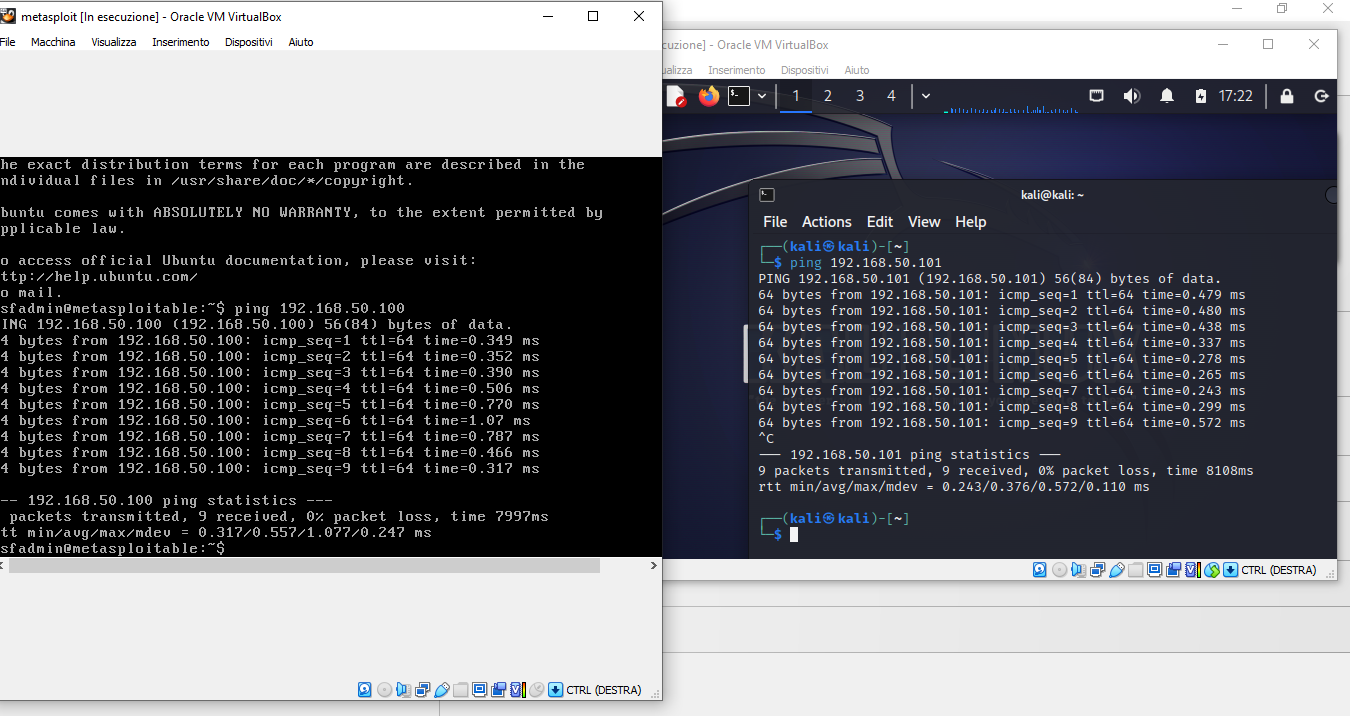 metasploit [In esecuzione] - Oracle VM VirtualBox
File Macchina Visualizza Inserimento Dispositivi Aiuto
he exact distribution terms for each program are described in the
ndividual files in /usr/share/doc/*/copyright.
buntu comes with ABSOLUTELY NO WARRANTY, to the extent permitted by
pplicable law.
o access official Ubuntu documentation, please visit:
ttp://help.ubuntu.com/
o mail.
sfadmin@metasploitable:~$ ping 192.168.50.100
ING 192.168.50.100 (192.168.50.100) 56(84) bytes of data.
4 bytes from 192.168.50.100: icmp_seq=1 ttl=64 time=0.349 ms
4 bytes from 192.168.50.100: icmp_seq=2 ttl=64 time=0.352 ms
4 bytes from 192.168.50.100: icmp_seq=3 ttl=64 time=0.390 ms
4 bytes from 192.168.50.100: icmp_seq=4 ttl=64 time=0.506 ms
4 bytes from 192.168.50.100: icmp_seq=5 ttl=64 time=0.770 ms
4 bytes from 192.168.50.100: icmp_seq=6 ttl=64 time=1.07 ms
4 bytes from 192.168.50.100: icmp_seq=7 ttl=64 time=0.787 ms
4 bytes from 192.168.50.100: icmp_seq=8 ttl=64 time=0.466 ms
4 bytes from 192.168.50.100: icmp_seq=9 ttl=64 time=0.317 ms
-- 192.168.50.100 ping statistics ---
packets transmitted, 9 received, 0% packet loss, time 7997ms
tt min/avg/max/mdev = 0.317/0.557/1.077/0.247 ms
sfadmin@metasploitable:~$
CTRL (DESTRA)
cuzione] - Oracle VM VirtualBox
ualizza Inserimento Dispositivi Aiuto
1 2 3 4 17:22
kali@kali: ~
File Actions Edit View Help
┌──(kali㉿kali)-[~]
└─$ ping 192.168.50.101
PING 192.168.50.101 (192.168.50.101) 56(84) bytes of data.
64 bytes from 192.168.50.101: icmp_seq=1 ttl=64 time=0.479 ms
64 bytes from 192.168.50.101: icmp_seq=2 ttl=64 time=0.480 ms
64 bytes from 192.168.50.101: icmp_seq=3 ttl=64 time=0.438 ms
64 bytes from 192.168.50.101: icmp_seq=4 ttl=64 time=0.337 ms
64 bytes from 192.168.50.101: icmp_seq=5 ttl=64 time=0.278 ms
64 bytes from 192.168.50.101: icmp_seq=6 ttl=64 time=0.265 ms
64 bytes from 192.168.50.101: icmp_seq=7 ttl=64 time=0.243 ms
64 bytes from 192.168.50.101: icmp_seq=8 ttl=64 time=0.299 ms
64 bytes from 192.168.50.101: icmp_seq=9 ttl=64 time=0.572 ms
^C
--- 192.168.50.101 ping statistics ---
9 packets transmitted, 9 received, 0% packet loss, time 8108ms
rtt min/avg/max/mdev = 0.243/0.376/0.572/0.110 ms
┌──(kali㉿kali)-[~]
└─$
CTRL (DESTRA)